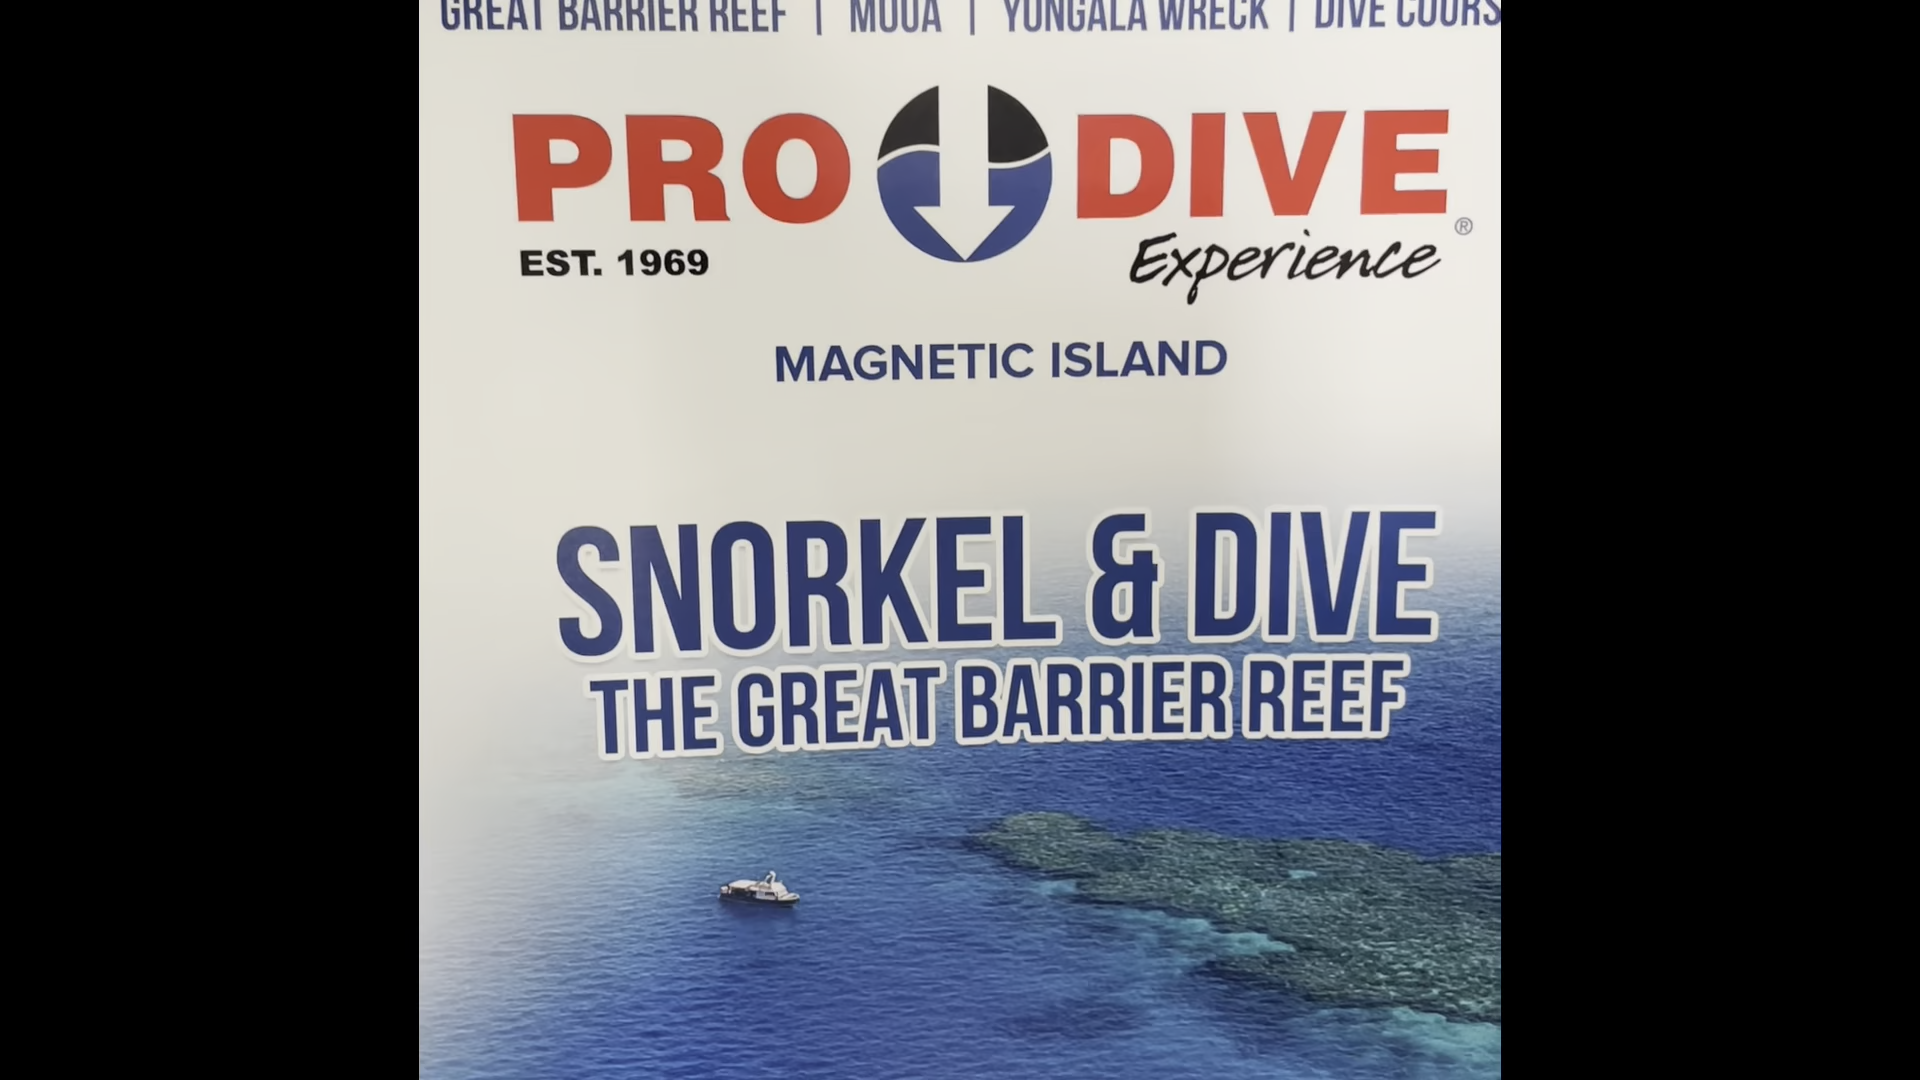 GREAT BARRIER REEF | MOUA | YONGALA WRECK | DIVE COURS
PRO DIVE ®
EST. 1969 Experience
MAGNETIC ISLAND
SNORKEL & DIVE
THE GREAT BARRIER REEF